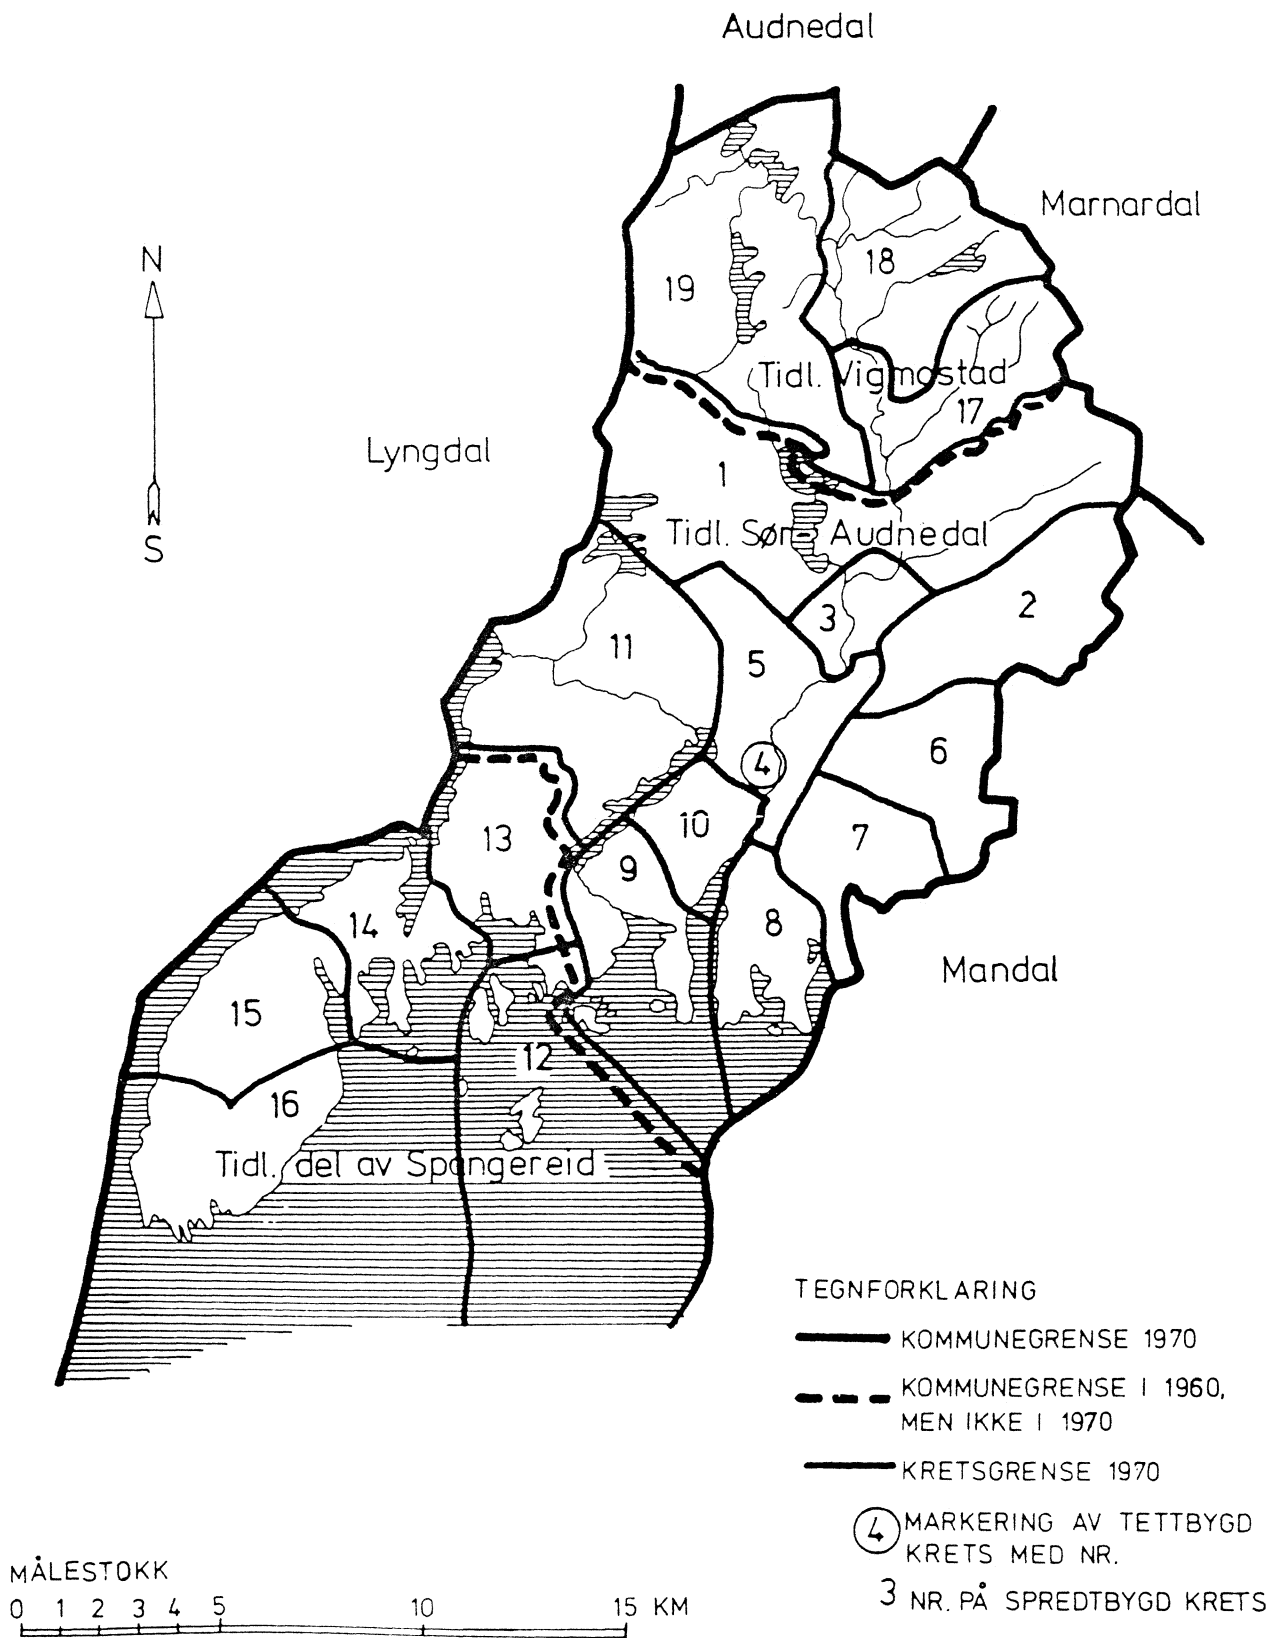 Audnedal
N
Marnardal
18
19
Tidl. Vigmostad
17
Lyngdal
1
S
Tidl. Sør- Audnedal
2
3
11
5
6
4
13
10
7
9
14
8
Mandal
15
12
16
Tidl. del av Spangereid
TEGNFORKLARING
KOMMUNEGRENSE 1970
KOMMUNEGRENSE I 1960,
MEN IKKE I 1970
KRETSGRENSE 1970
4 MARKERING AV TETTBYGD
KRETS MED NR.
3 NR. PÅ SPREDTBYGD KRETS
MÅLESTOKK
0 1 2 3 4 5 10 15 KM